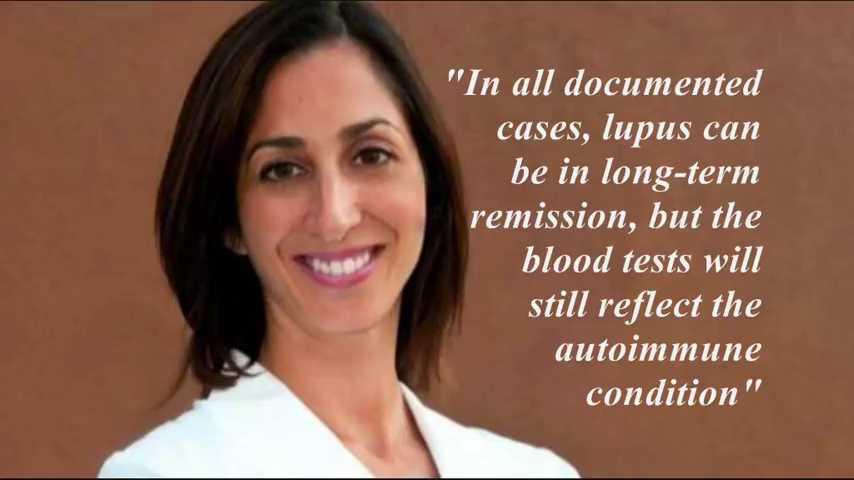 "In all documented
cases, lupus can
be in long-term
remission, but the
blood tests will
still reflect the
autoimmune
condition"